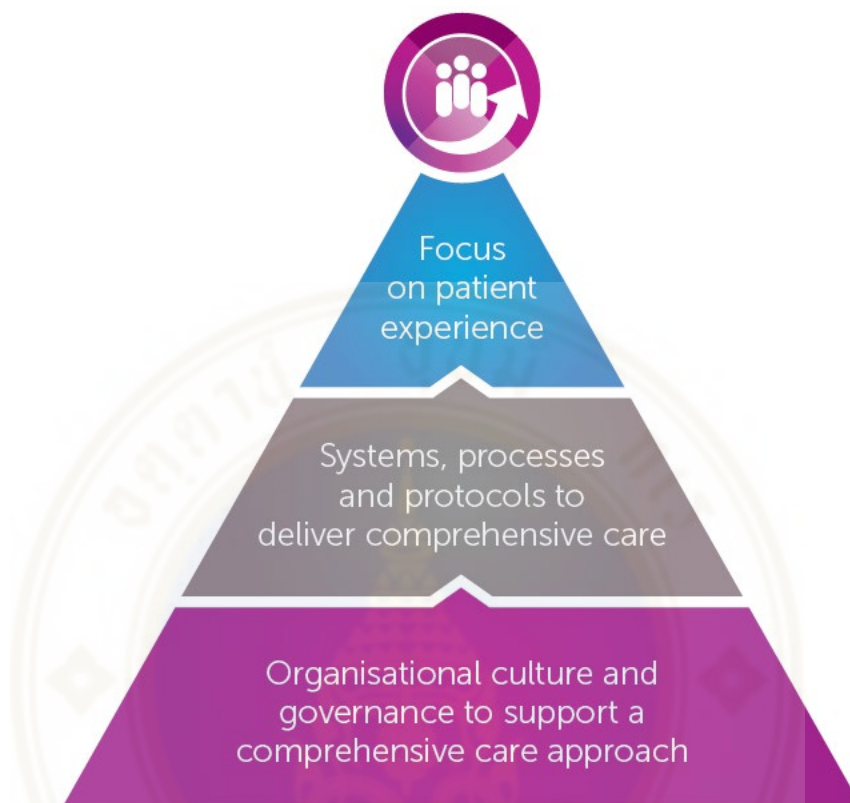 Focus
on patient
experience
Systems, processes
and protocols to
deliver comprehensive care
Organisational culture and
governance to support a
comprehensive care approach